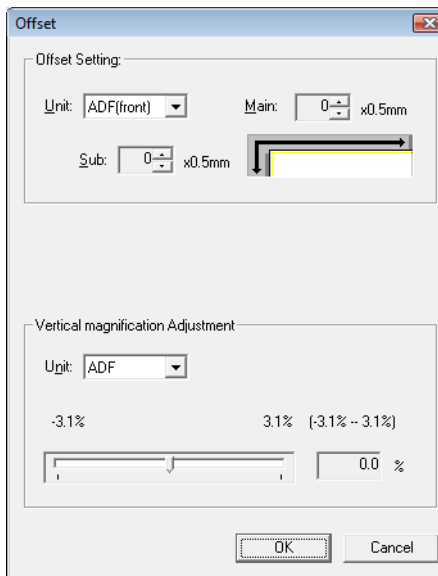 Offset
Offset Setting:
Unit: ADF(front) Main: 0 x0.5mm
Sub: 0 x0.5mm
Vertical magnification Adjustment
Unit: ADF
-3.1% 3.1% (-3.1% -- 3.1%)
0.0 %
OK Cancel